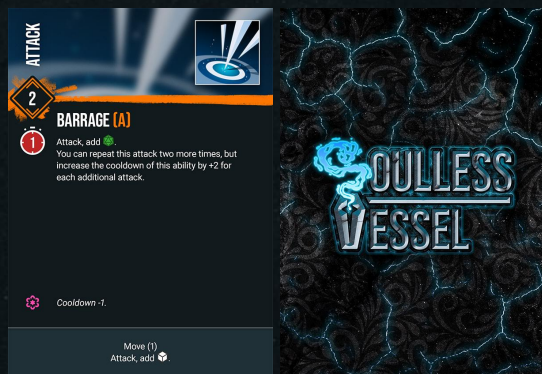 ATTACK
2
BARRAGE (A)
1
Attack, add .
You can repeat this attack two more times, but
increase the cooldown of this ability by +2 for
each additional attack.
Cooldown -1.
Move (1)
Attack, add .
SOULLESS
VESSEL